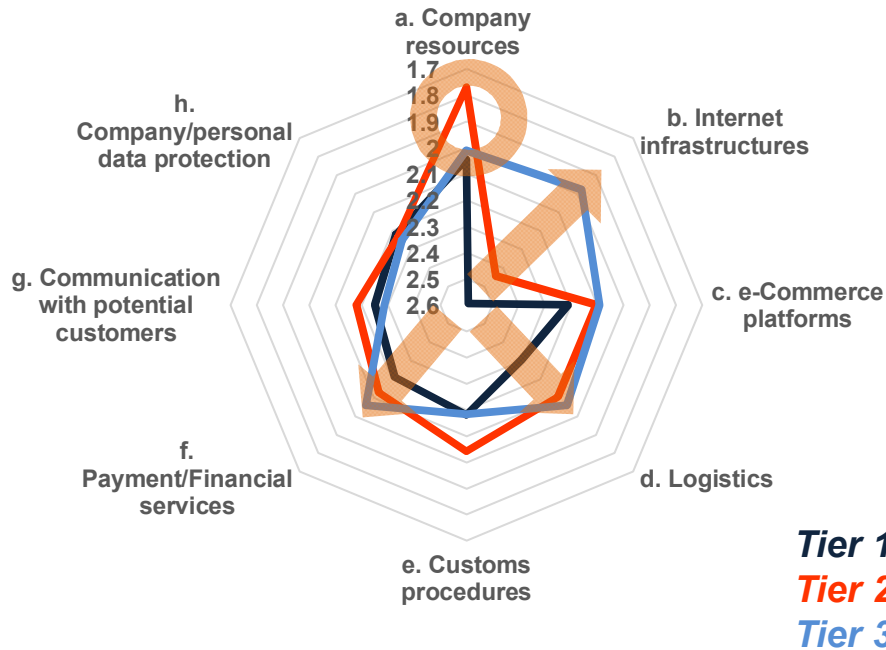 a. Company
resources
1.7
1.8
1.9
2
2.1
2.2
2.3
2.4
2.5
2.6
b. Internet
infrastructures
c. e-Commerce
platforms
d. Logistics
e. Customs
procedures
f.
Payment/Financial
services
g. Communication
with potential
customers
h.
Company/personal
data protection
Tier 1
Tier 2
Tier 3